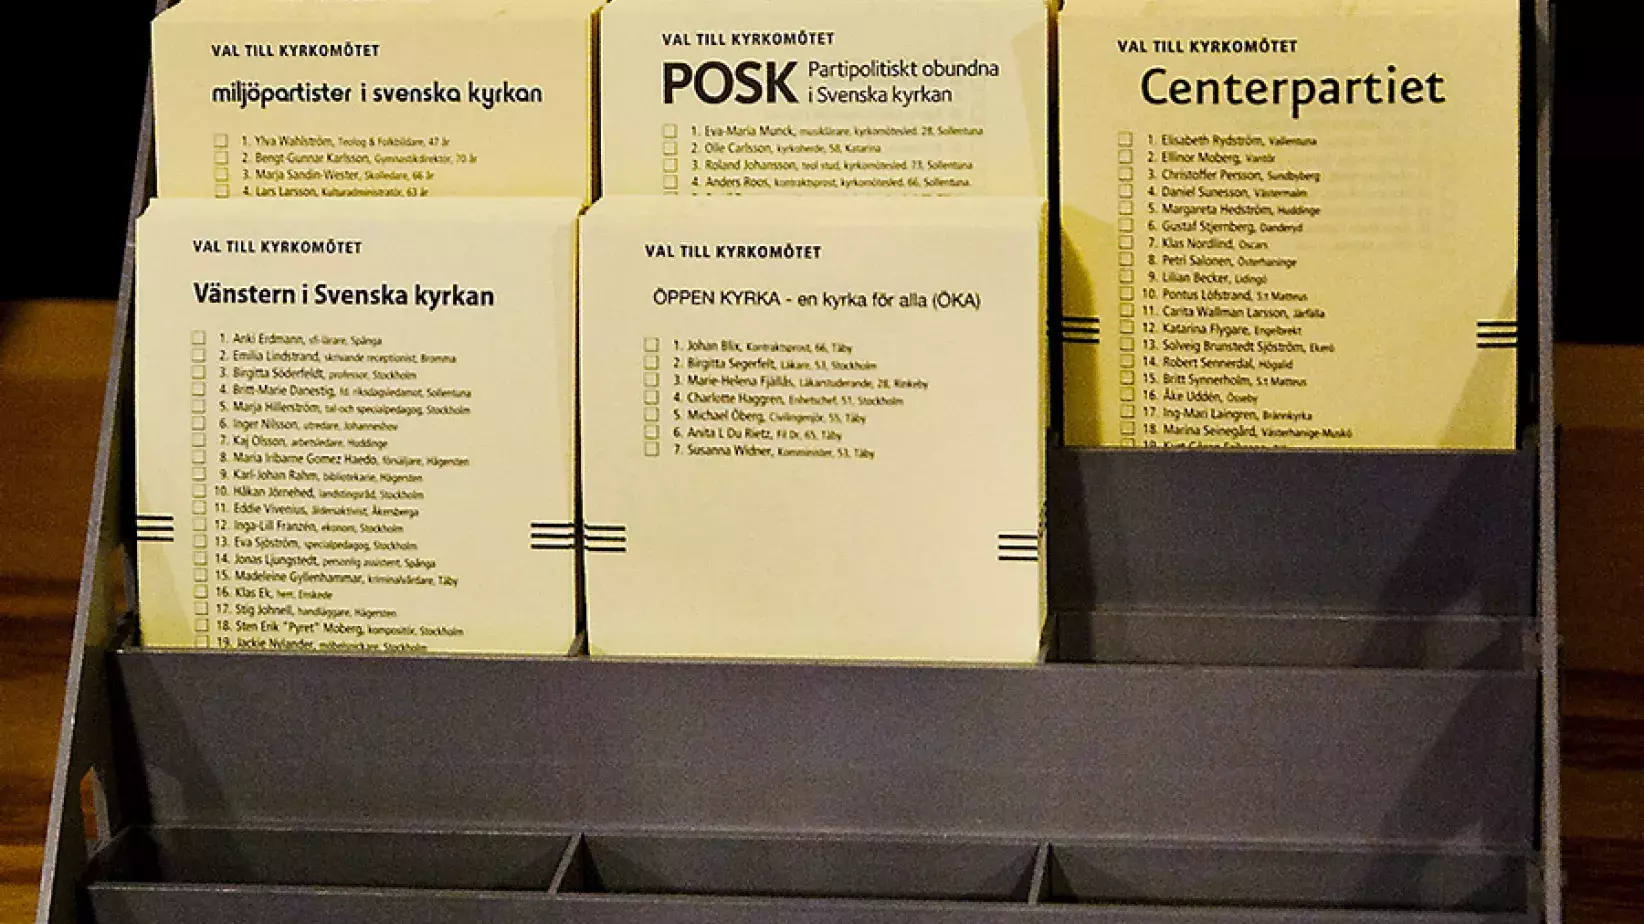 VAL TILL KYRKOMÖTET
miljöpartister i svenska kyrkan
1. Ylva Wahlström, Teolog & Folkbildare, 47 år
2. Bengt-Gunnar Karlsson, Gymnastikdirektör, 70 år
3. Marja Sandin-Wester, Skolledare, 66 år
4. Lars Larsson, Kulturadministratör, 63 år
VAL TILL KYRKOMÖTET
POSK Partipolitiskt obundna
i Svenska kyrkan
1. Eva-Maria Munck, musiklärare, kyrkomötesled. 28, Sollentuna
2. Olle Carlsson, kyrkoherde, 58, Katarina
3. Roland Johansson, teol stud, kyrkomötesled. 73, Sollentuna
4. Anders Roos, kontraktsprost, kyrkomötesled. 66, Sollentuna
VAL TILL KYRKOMÖTET
Centerpartiet
1. Elisabeth Rydström, Vallentuna
2. Ellinor Moberg, Vantör
3. Christoffer Persson, Sundbyberg
4. Daniel Sunesson, Västermalm
5. Margareta Hedström, Huddinge
6. Gustaf Stjernberg, Danderyd
7. Klas Nordlind, Oscars
8. Petri Salonen, Österhaninge
9. Lilian Becker, Lidingö
10. Pontus Löfstrand, S:t Matteus
11. Carita Wallman Larsson, Järfälla
12. Katarina Flygare, Engelbrekt
13. Solveig Brunstedt Sjöström, Ekerö
14. Robert Sennerdal, Högalid
15. Britt Synnerholm, S:t Matteus
16. Åke Uddén, Össeby
17. Ing-Mari Laingren, Brännkyrka
18. Marina Seinegård, Västerhaninge-Muskö
VAL TILL KYRKOMÖTET
Vänstern i Svenska kyrkan
1. Anki Erdmann, sfi-lärare, Spånga
2. Emilia Lindstrand, skrivande receptionist, Bromma
3. Birgitta Söderfeldt, professor, Stockholm
4. Britt-Marie Danestig, fd. riksdagsledamot, Sollentuna
5. Marja Hillerström, tal-och specialpedagog, Stockholm
6. Inger Nilsson, utredare, Johanneshov
7. Kaj Olsson, arbetsledare, Huddinge
8. Maria Iribarne Gomez Haedo, försäljare, Hägersten
9. Karl-Johan Rahm, bibliotekarie, Hägersten
10. Håkan Jörnehed, landstingsråd, Stockholm
11. Eddie Vivenius, åldersaktivist, Åkersberga
12. Inga-Lill Franzén, ekonom, Stockholm
13. Eva Sjöström, specialpedagog, Stockholm
14. Jonas Ljungstedt, personlig assistent, Spånga
15. Madeleine Gyllenhammar, kriminalvårdare, Täby
16. Klas Ek, herr, Enskede
17. Stig Johnell, handläggare, Hägersten
18. Sten Erik "Pyret" Moberg, kompositör, Stockholm
19. Jackie Nylander, möbelsnickare, Stockholm
VAL TILL KYRKOMÖTET
ÖPPEN KYRKA - en kyrka för alla (ÖKA)
1. Johan Blix, Kontraktsprost, 66, Täby
2. Birgitta Segerfelt, Läkare, 53, Stockholm
3. Marie-Helena Fjällås, Läkarstuderande, 28, Rinkeby
4. Charlotte Haggren, Enhetschef, 51, Stockholm
5. Michael Öberg, Civilingenjör, 55, Täby
6. Anita L Du Rietz, Fil Dr, 65, Täby
7. Susanna Widner, Komminister, 53, Täby